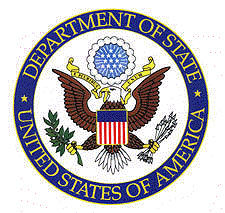 DEPARTMENT OF STATE
UNITED STATES OF AMERICA